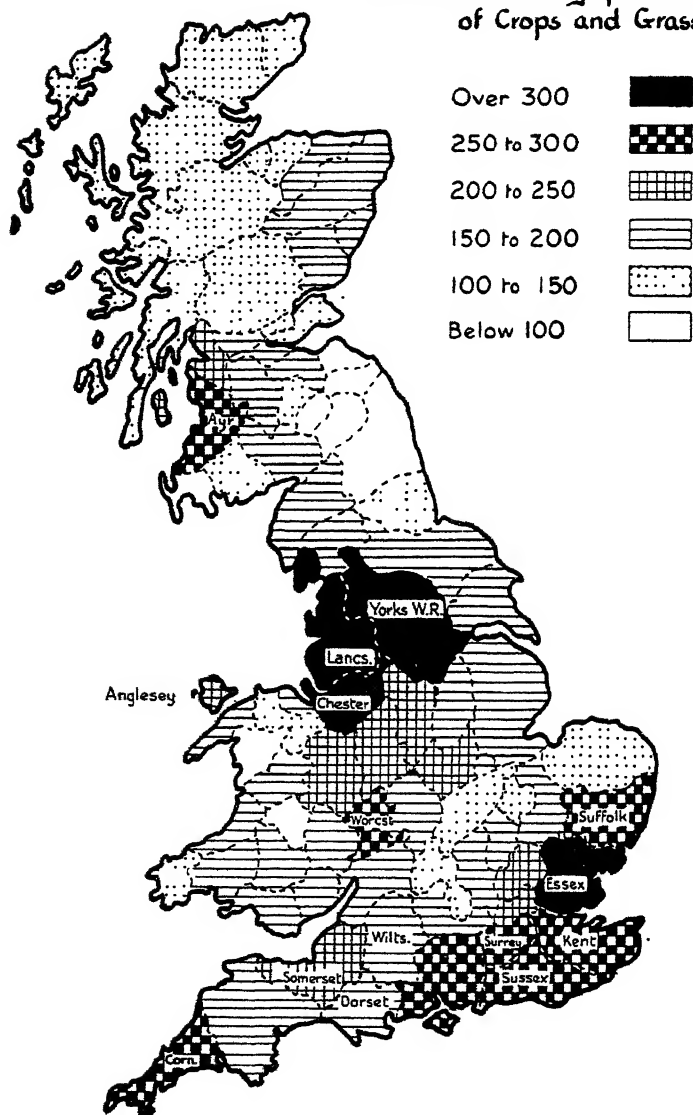 of Crops and Grass
Over 300
250 to 300
200 to 250
150 to 200
100 to 150
Below 100
Ayr
Yorks W.R.
Lancs.
Anglesey
Chester
Worcst
Suffolk
Essex
Wilts.
Surrey
Kent
Somerset
Sussex
Dorset
Corn.